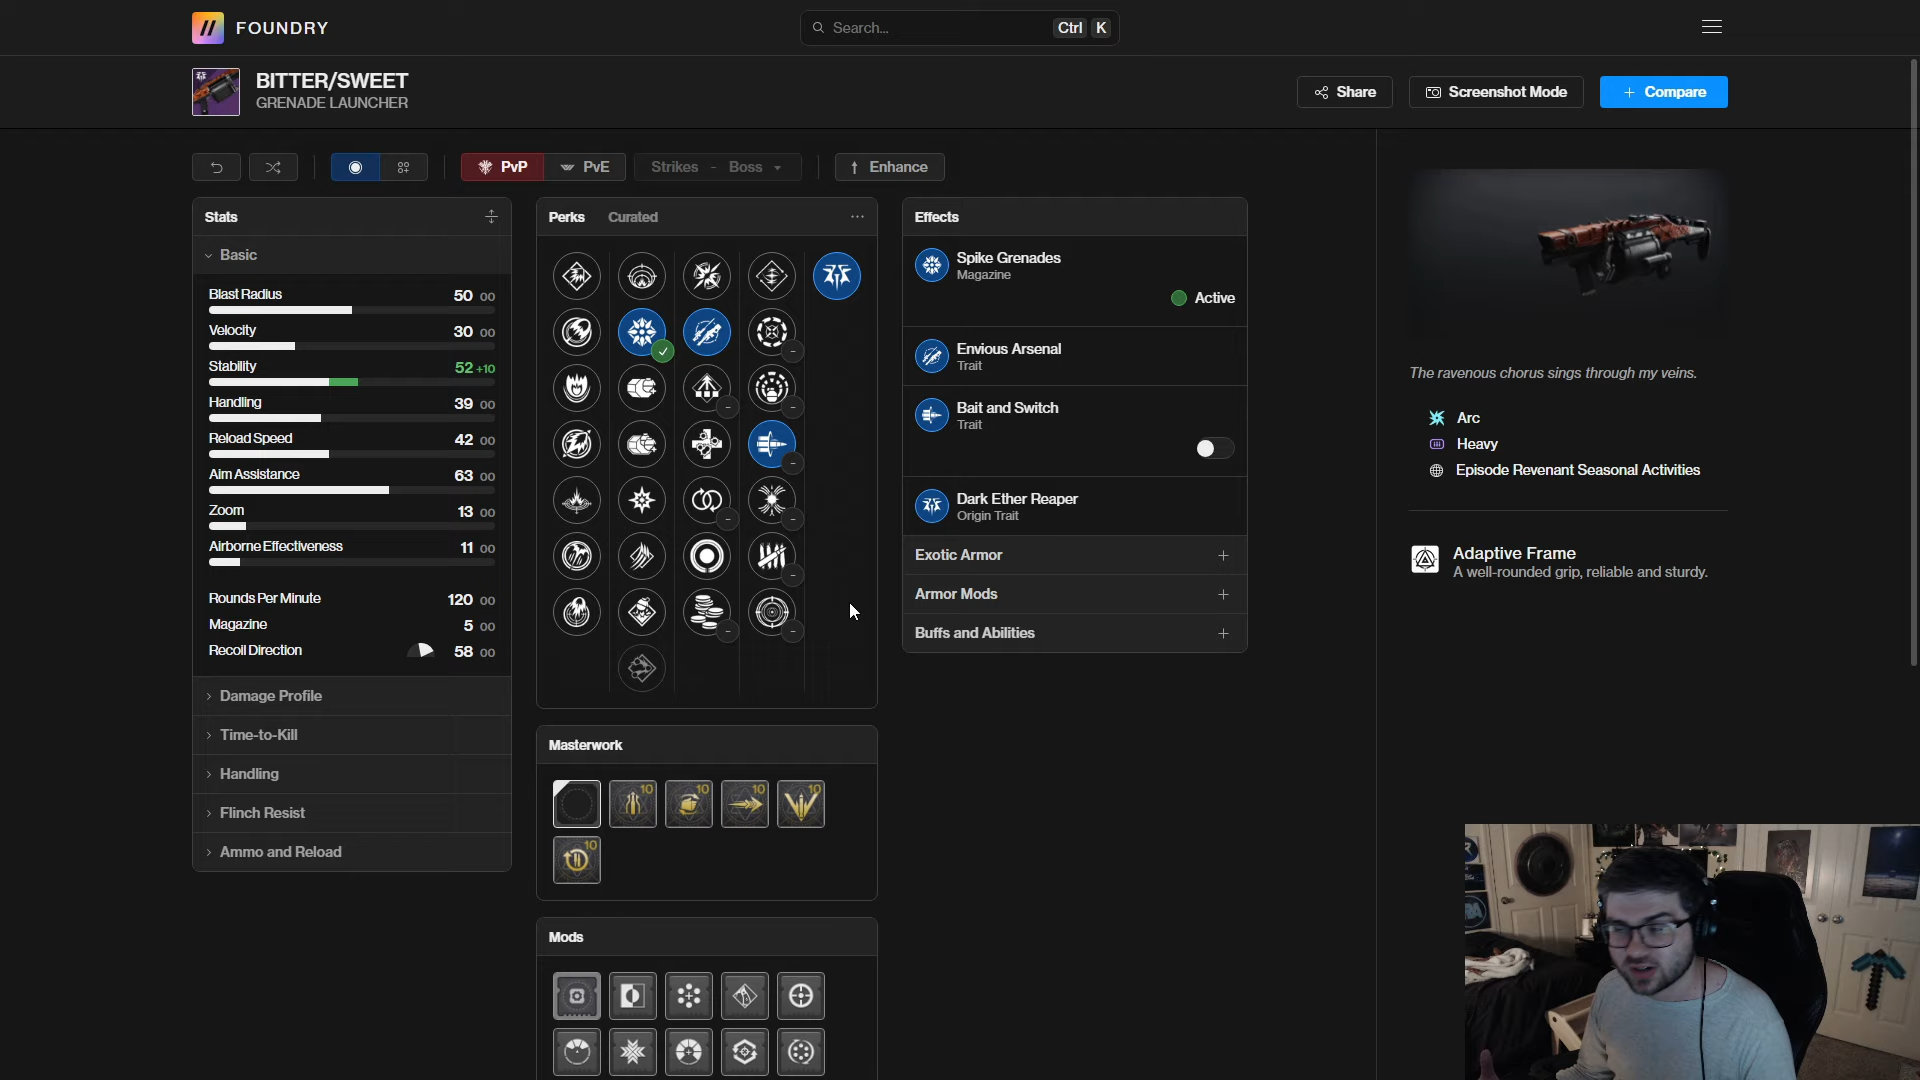 FOUNDRY
Search...
Ctrl K
BITTER/SWEET
GRENADE LAUNCHER
Share
Screenshot Mode
Compare
PvP
PvE
Strikes - Boss
Enhance
Stats
Basic
Blast Radius 50 00
Velocity 30 00
Stability 52 +10
Handling 39 00
Reload Speed 42 00
Aim Assistance 63 00
Zoom 13 00
Airborne Effectiveness 11 00
Rounds Per Minute 120 00
Magazine 5 00
Recoil Direction 58 00
Damage Profile
Time-to-Kill
Handling
Flinch Resist
Ammo and Reload
Perks
Curated
Masterwork
10
10
10
10
10
Mods
Effects
Spike Grenades
Magazine
Active
Envious Arsenal
Trait
Bait and Switch
Trait
Dark Ether Reaper
Origin Trait
Exotic Armor
Armor Mods
Buffs and Abilities
The ravenous chorus sings through my veins.
Arc
Heavy
Episode Revenant Seasonal Activities
Adaptive Frame
A well-rounded grip, reliable and sturdy.